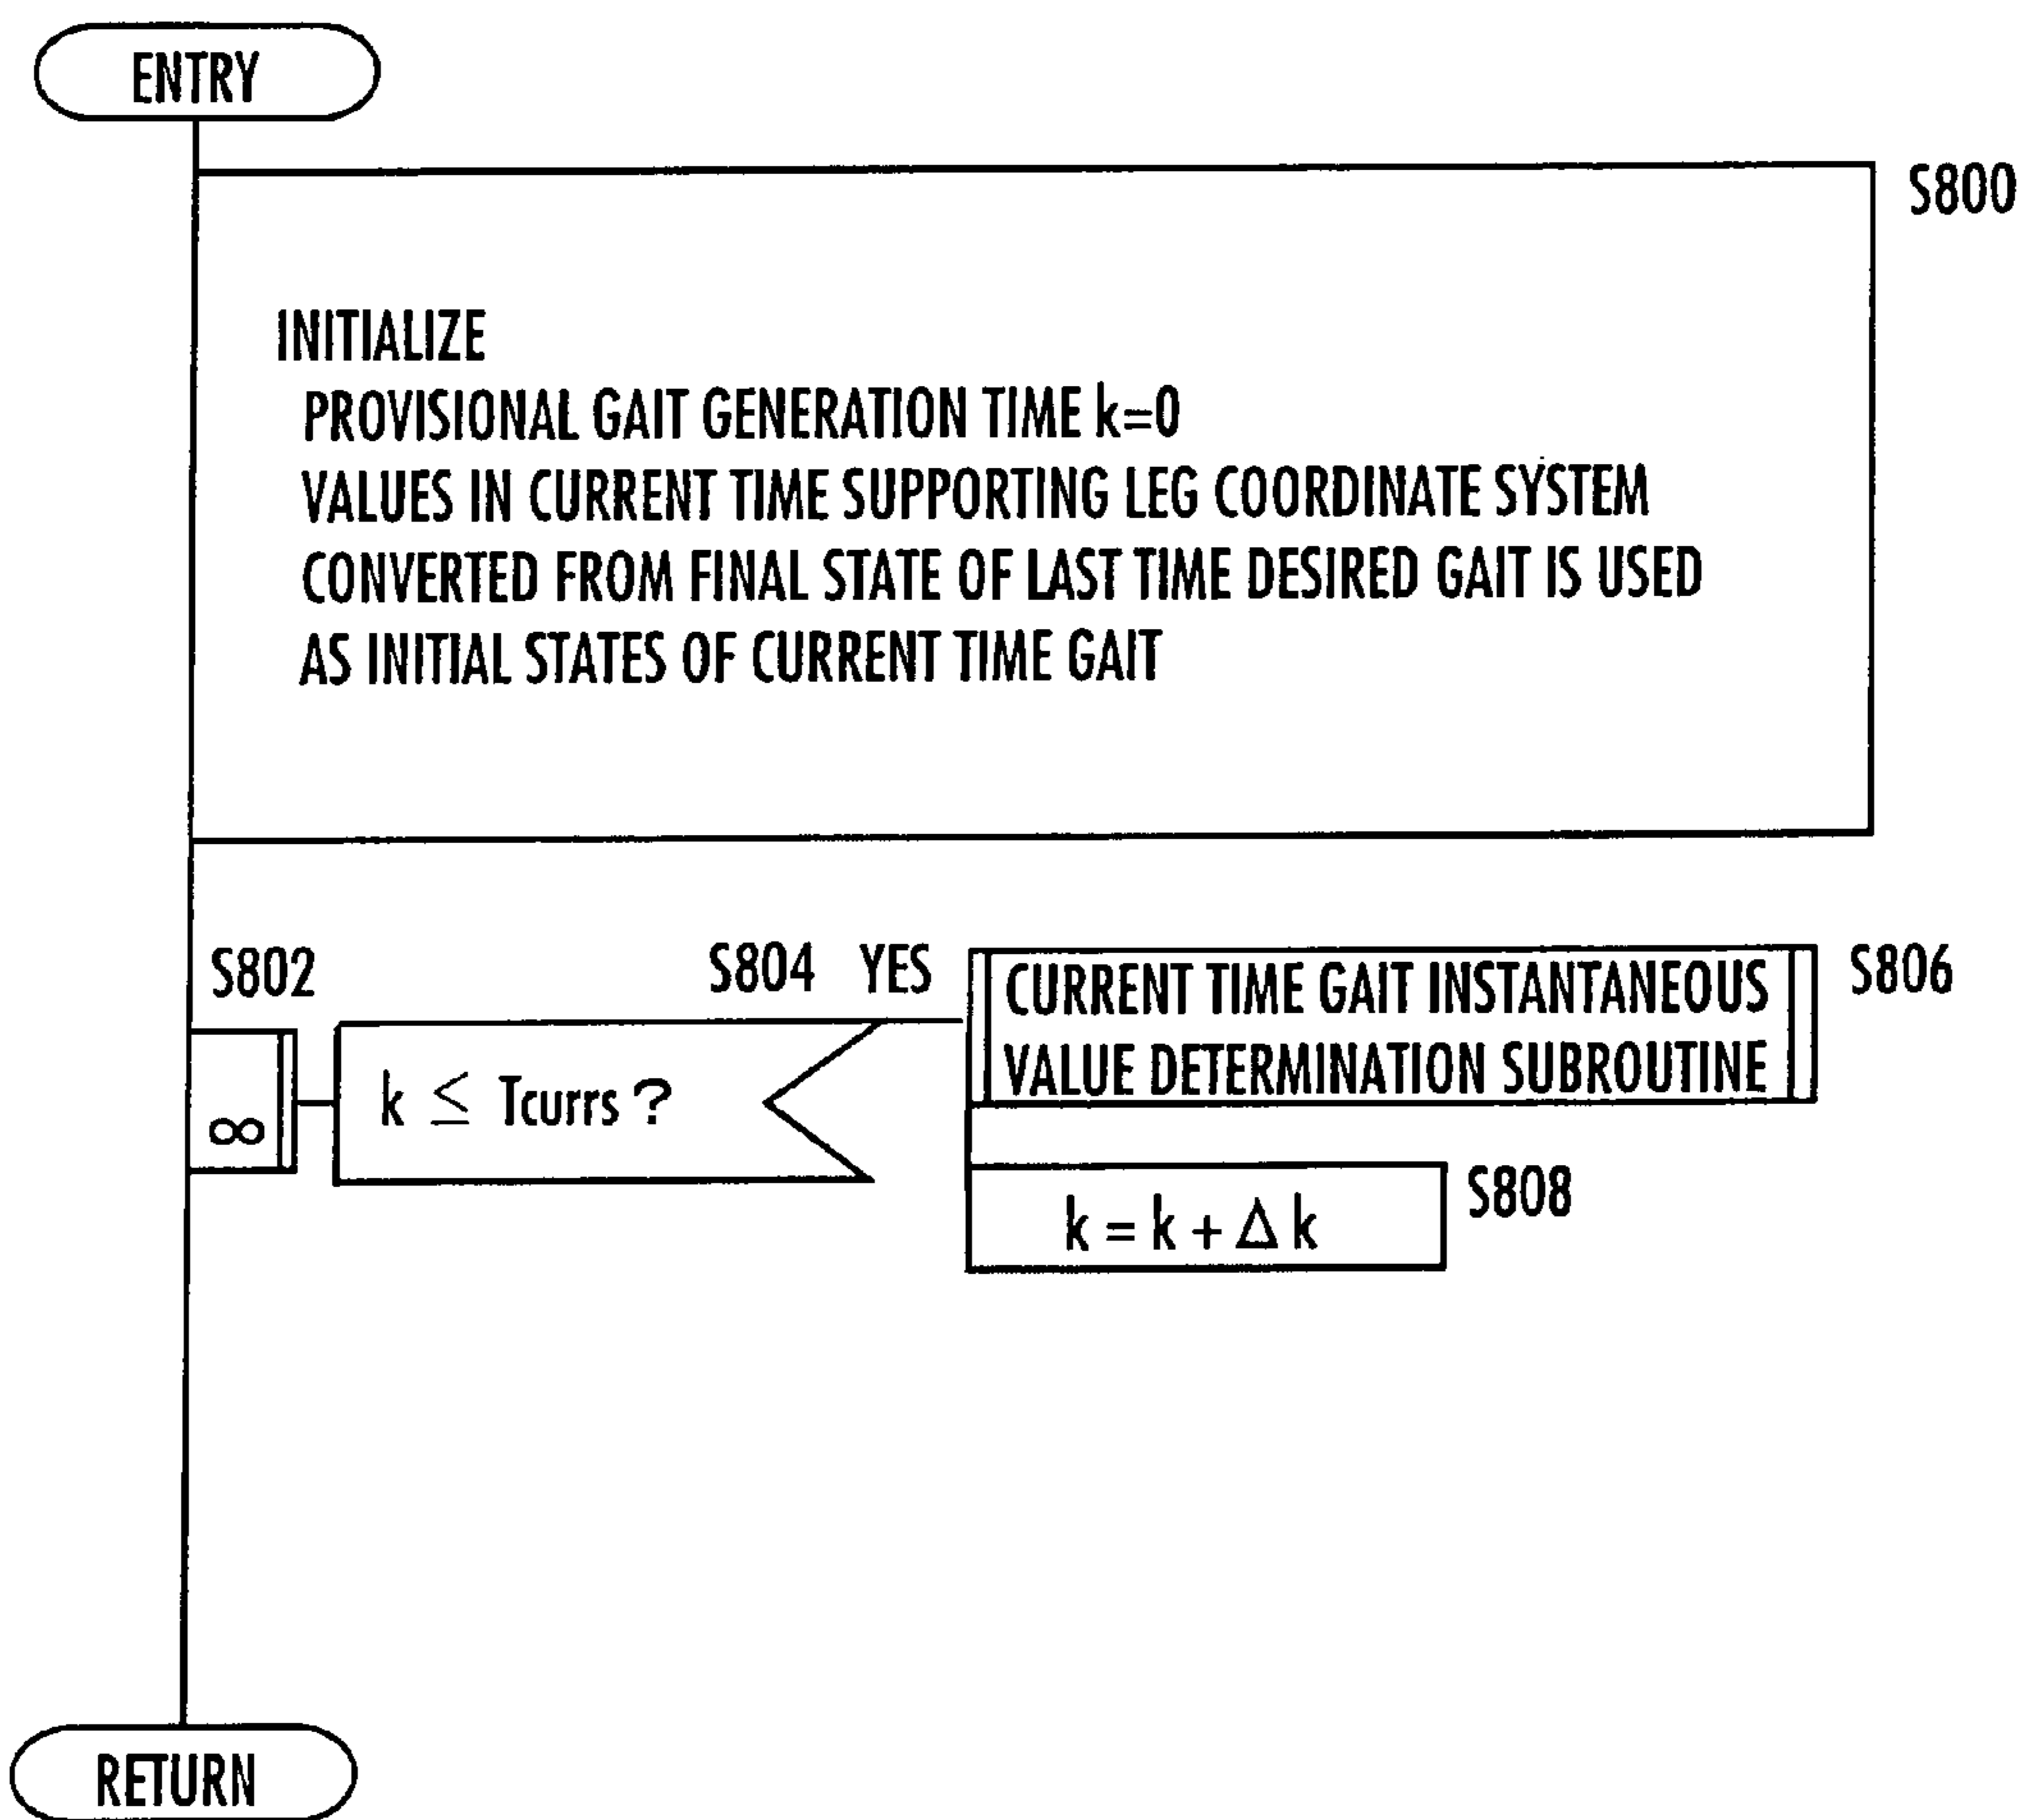 ENTRY
S800
INITIALIZE
PROVISIONAL GAIT GENERATION TIME k=0
VALUES IN CURRENT TIME SUPPORTING LEG COORDINATE SYSTEM
CONVERTED FROM FINAL STATE OF LAST TIME DESIRED GAIT IS USED
AS INITIAL STATES OF CURRENT TIME GAIT
S802
∞
S804 YES
k ≤ Tcurrs ?
S806
CURRENT TIME GAIT INSTANTANEOUS
VALUE DETERMINATION SUBROUTINE
S808
k = k + Δ k
RETURN